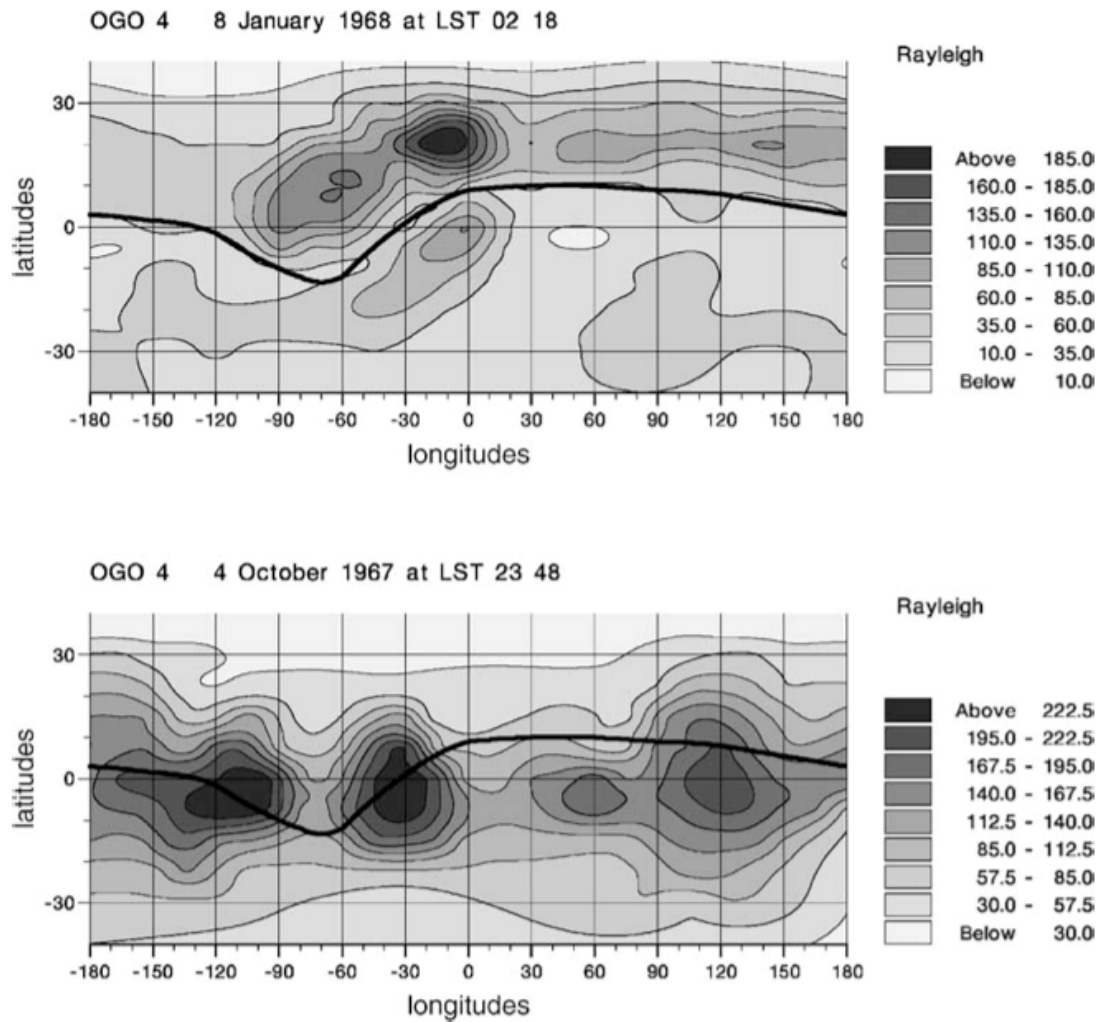 OGO 4 8 January 1968 at LST 02 18
Rayleigh
30
0
-30
latitudes
-180 -150 -120 -90 -60 -30 0 30 60 90 120 150 180
longitudes
Above 185.0
160.0 - 185.0
135.0 - 160.0
110.0 - 135.0
85.0 - 110.0
60.0 - 85.0
35.0 - 60.0
10.0 - 35.0
Below 10.0
OGO 4 4 October 1967 at LST 23 48
Rayleigh
30
0
-30
latitudes
-180 -150 -120 -90 -60 -30 0 30 60 90 120 150 180
longitudes
Above 222.5
195.0 - 222.5
167.5 - 195.0
140.0 - 167.5
112.5 - 140.0
85.0 - 112.5
57.5 - 85.0
30.0 - 57.5
Below 30.0